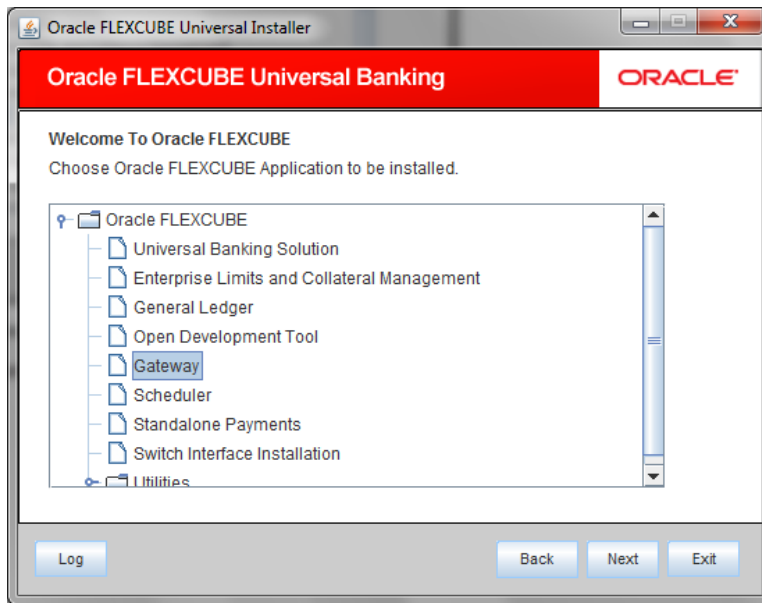 Oracle FLEXCUBE Universal Installer
Oracle FLEXCUBE Universal Banking
ORACLE
Welcome To Oracle FLEXCUBE
Choose Oracle FLEXCUBE Application to be installed.
Oracle FLEXCUBE
Universal Banking Solution
Enterprise Limits and Collateral Management
General Ledger
Open Development Tool
Gateway
Scheduler
Standalone Payments
Switch Interface Installation
Utilities
Log Back Next Exit